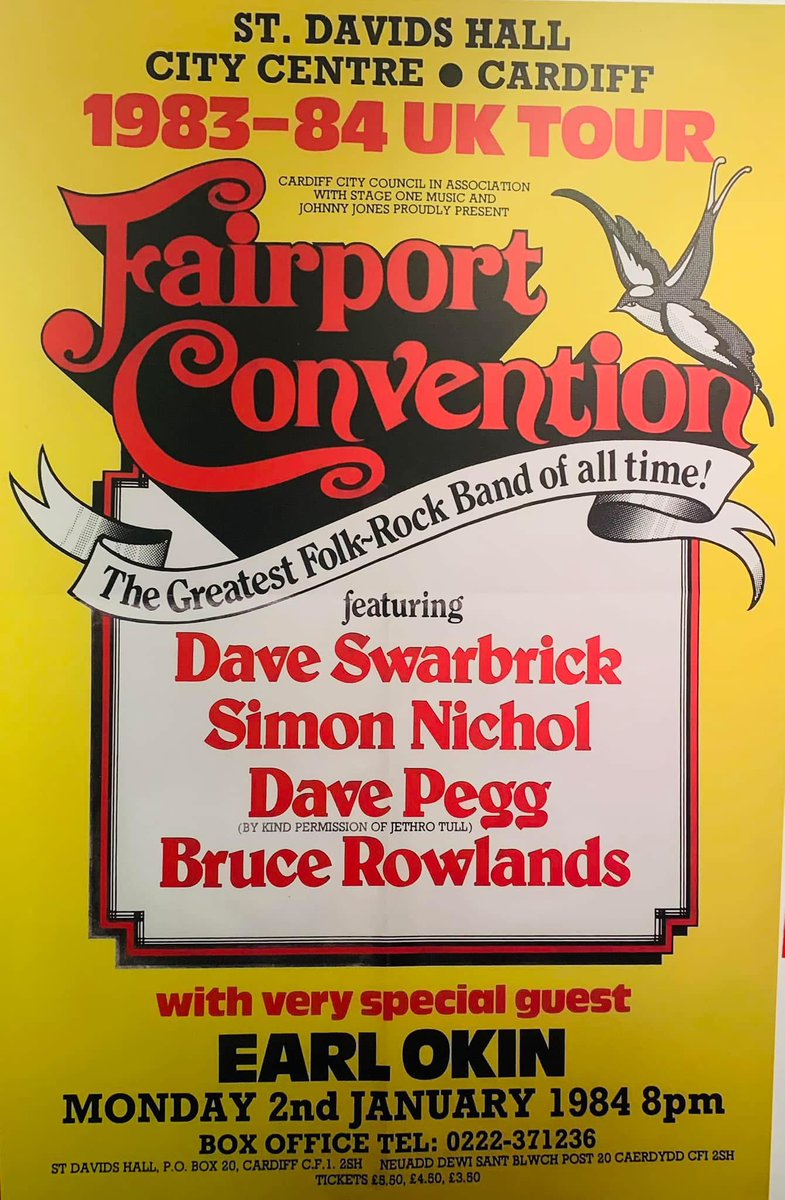 ST. DAVIDS HALL
CITY CENTRE ● CARDIFF
1983-84 UK TOUR
CARDIFF CITY COUNCIL IN ASSOCIATION
WITH STAGE ONE MUSIC AND
JOHNNY JONES PROUDLY PRESENT
Fairport
Convention
The Greatest Folk~Rock Band of all time!
featuring
Dave Swarbrick
Simon Nichol
Dave Pegg
(BY KIND PERMISSION OF JETHRO TULL)
Bruce Rowlands
with very special guest
EARL OKIN
MONDAY 2nd JANUARY 1984 8pm
BOX OFFICE TEL: 0222-371236
ST DAVIDS HALL, P.O. BOX 20, CARDIFF C.F.1. 2SH NEUADD DEWI SANT BLWCH POST 20 CAERDYDD CF1 2SH
TICKETS £5.50, £4.50, £3.50